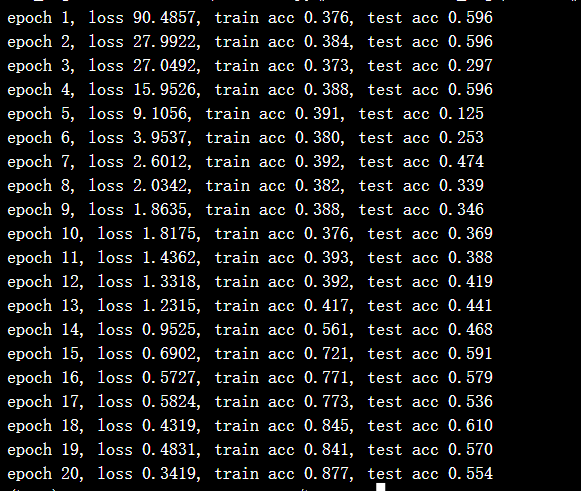 epoch 1, loss 90.4857, train acc 0.376, test acc 0.596
epoch 2, loss 27.9922, train acc 0.384, test acc 0.596
epoch 3, loss 27.0492, train acc 0.373, test acc 0.297
epoch 4, loss 15.9526, train acc 0.388, test acc 0.596
epoch 5, loss 9.1056, train acc 0.391, test acc 0.125
epoch 6, loss 3.9537, train acc 0.380, test acc 0.253
epoch 7, loss 2.6012, train acc 0.392, test acc 0.474
epoch 8, loss 2.0342, train acc 0.382, test acc 0.339
epoch 9, loss 1.8635, train acc 0.388, test acc 0.346
epoch 10, loss 1.8175, train acc 0.376, test acc 0.369
epoch 11, loss 1.4362, train acc 0.393, test acc 0.388
epoch 12, loss 1.3318, train acc 0.392, test acc 0.419
epoch 13, loss 1.2315, train acc 0.417, test acc 0.441
epoch 14, loss 0.9525, train acc 0.561, test acc 0.468
epoch 15, loss 0.6902, train acc 0.721, test acc 0.591
epoch 16, loss 0.5727, train acc 0.771, test acc 0.579
epoch 17, loss 0.5824, train acc 0.773, test acc 0.536
epoch 18, loss 0.4319, train acc 0.845, test acc 0.610
epoch 19, loss 0.4831, train acc 0.841, test acc 0.570
epoch 20, loss 0.3419, train acc 0.877, test acc 0.554